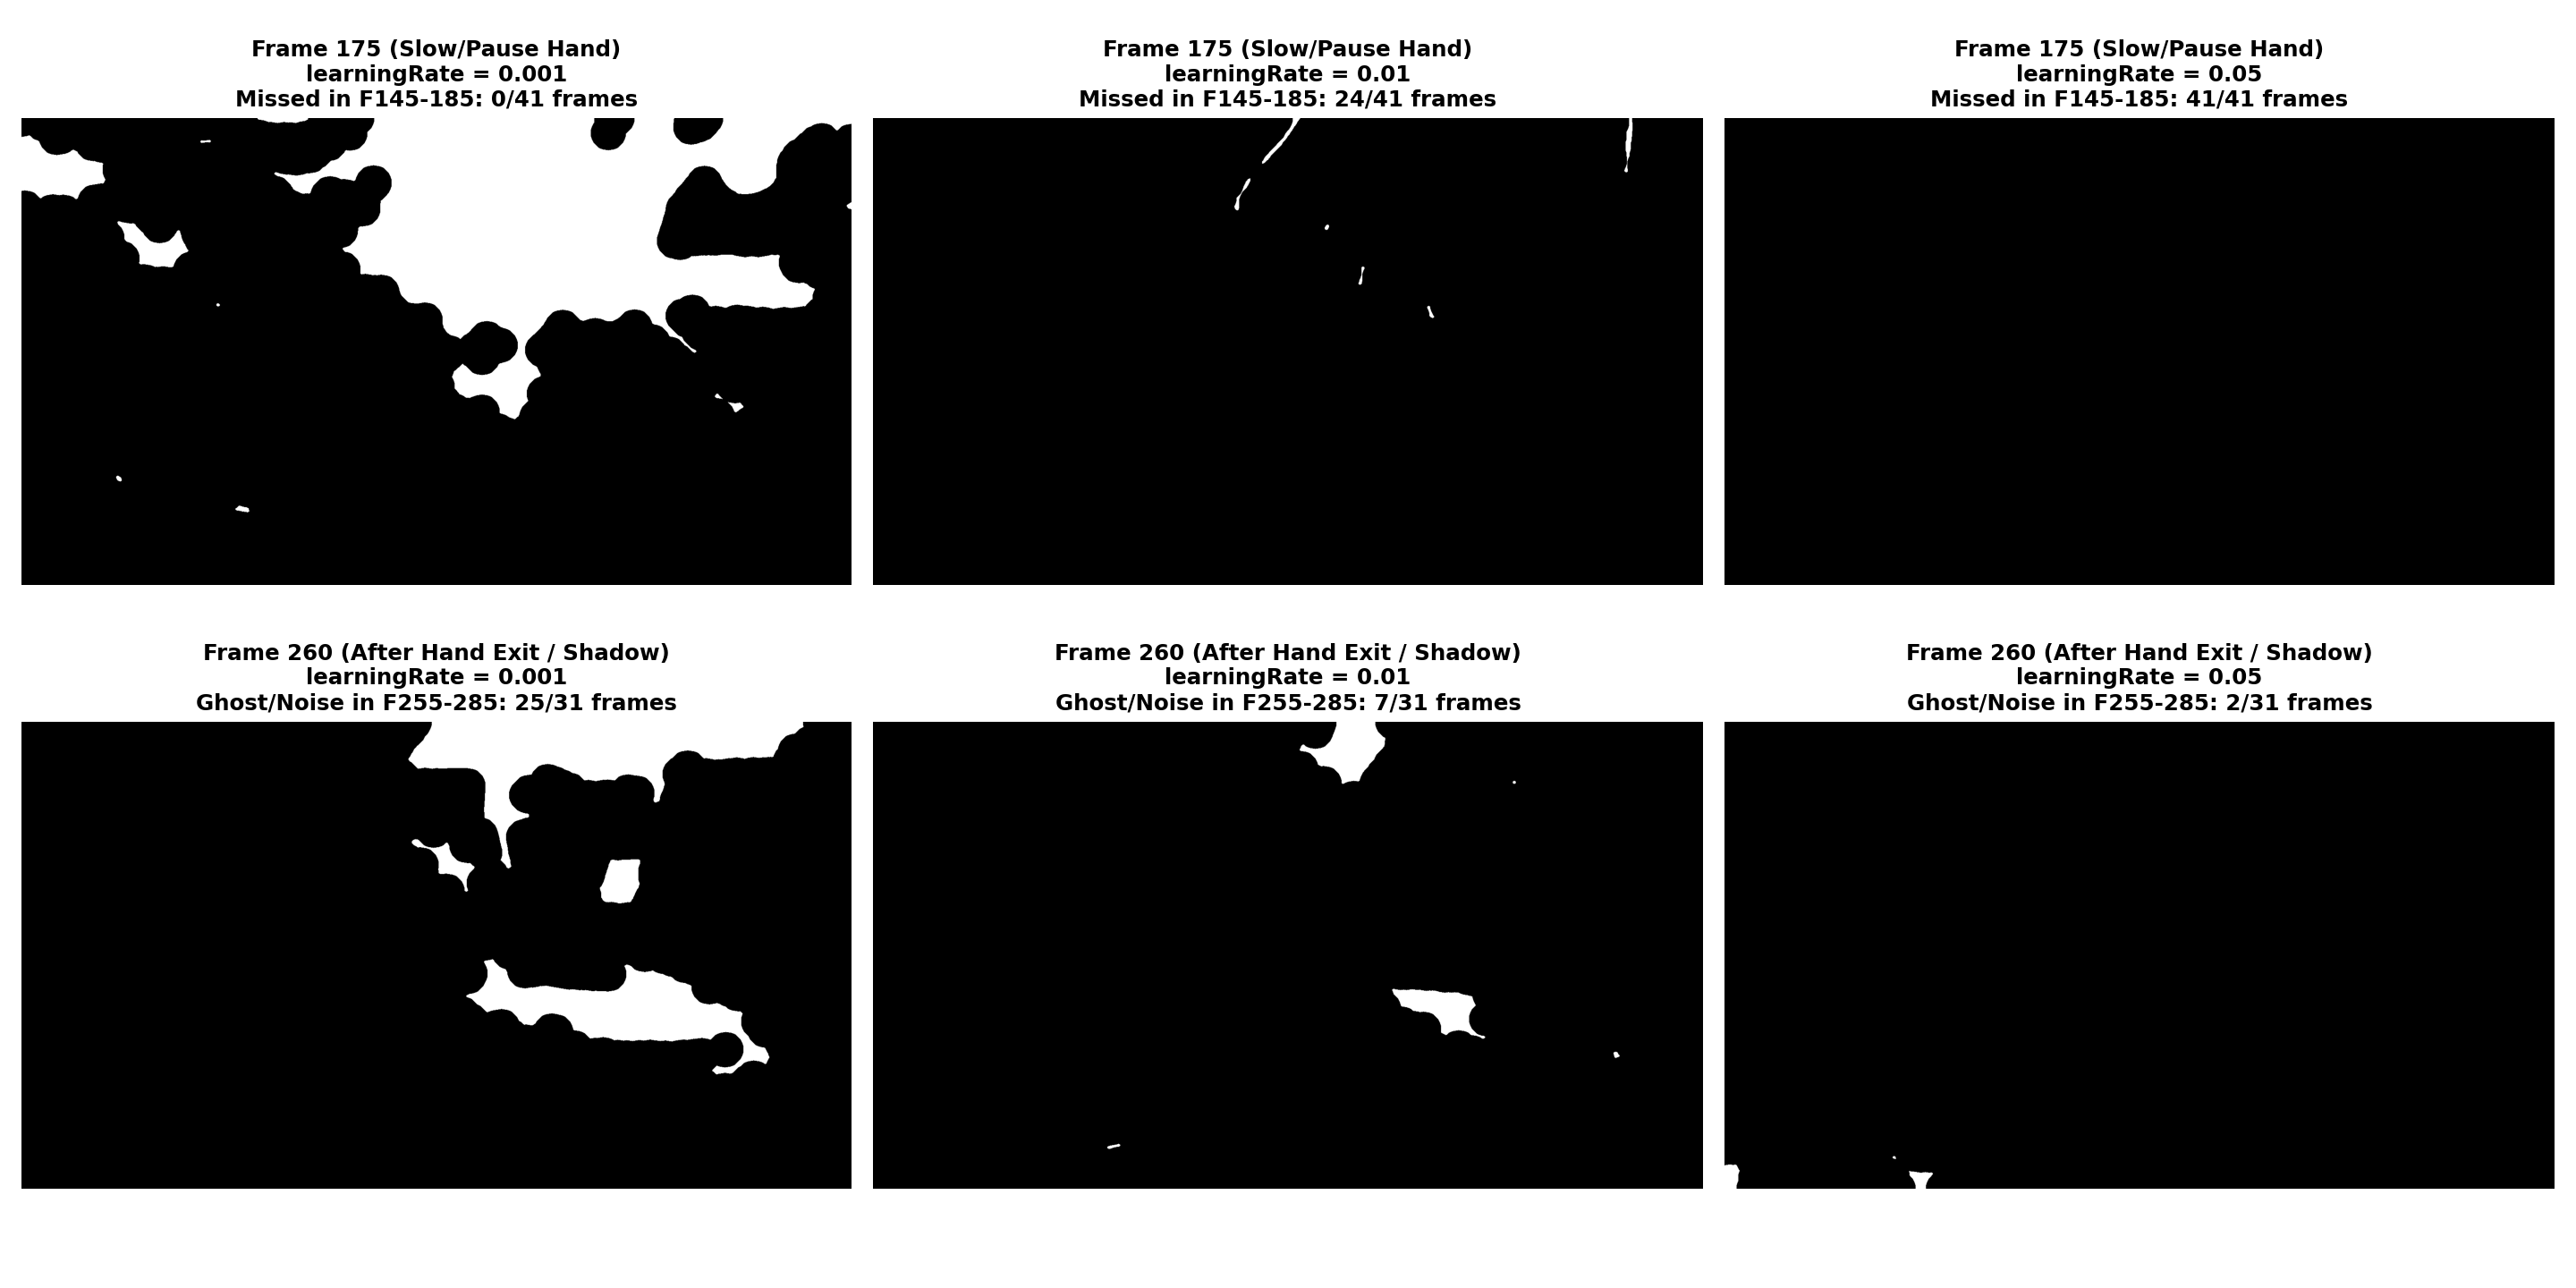 Frame 175 (Slow/Pause Hand)
learningRate = 0.001
Missed in F145-185: 0/41 frames
Frame 175 (Slow/Pause Hand)
learningRate = 0.01
Missed in F145-185: 24/41 frames
Frame 175 (Slow/Pause Hand)
learningRate = 0.05
Missed in F145-185: 41/41 frames
Frame 260 (After Hand Exit / Shadow)
learningRate = 0.001
Ghost/Noise in F255-285: 25/31 frames
Frame 260 (After Hand Exit / Shadow)
learningRate = 0.01
Ghost/Noise in F255-285: 7/31 frames
Frame 260 (After Hand Exit / Shadow)
learningRate = 0.05
Ghost/Noise in F255-285: 2/31 frames